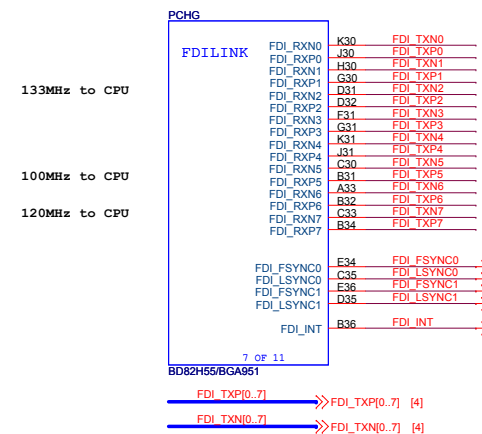 PCHG
FDILINK
FDI_RXN0 K30 FDI_TXN0
FDI_RXP0 J30 FDI_TXP0
FDI_RXN1 H30 FDI_TXN1
FDI_RXP1 G30 FDI_TXP1
133MHz to CPU
FDI_RXN2 D31 FDI_TXN2
FDI_RXP2 D32 FDI_TXP2
FDI_RXN3 F31 FDI_TXN3
FDI_RXP3 G31 FDI_TXP3
FDI_RXN4 K31 FDI_TXN4
FDI_RXP4 J31 FDI_TXP4
FDI_RXN5 C30 FDI_TXN5
100MHz to CPU
FDI_RXP5 B31 FDI_TXP5
FDI_RXN6 A33 FDI_TXN6
FDI_RXP6 B32 FDI_TXP6
120MHz to CPU
FDI_RXN7 C33 FDI_TXN7
FDI_RXP7 B34 FDI_TXP7
FDI_FSYNC0 E34 FDI_FSYNC0
FDI_LSYNC0 C35 FDI_LSYNC0
FDI_FSYNC1 E36 FDI_FSYNC1
FDI_LSYNC1 D35 FDI_LSYNC1
FDI_INT B36 FDI_INT
7 OF 11
BD82H55/BGA951
FDI_TXP[0..7] FDI_TXP[0..7] [4]
FDI_TXN[0..7] FDI_TXN[0..7] [4]